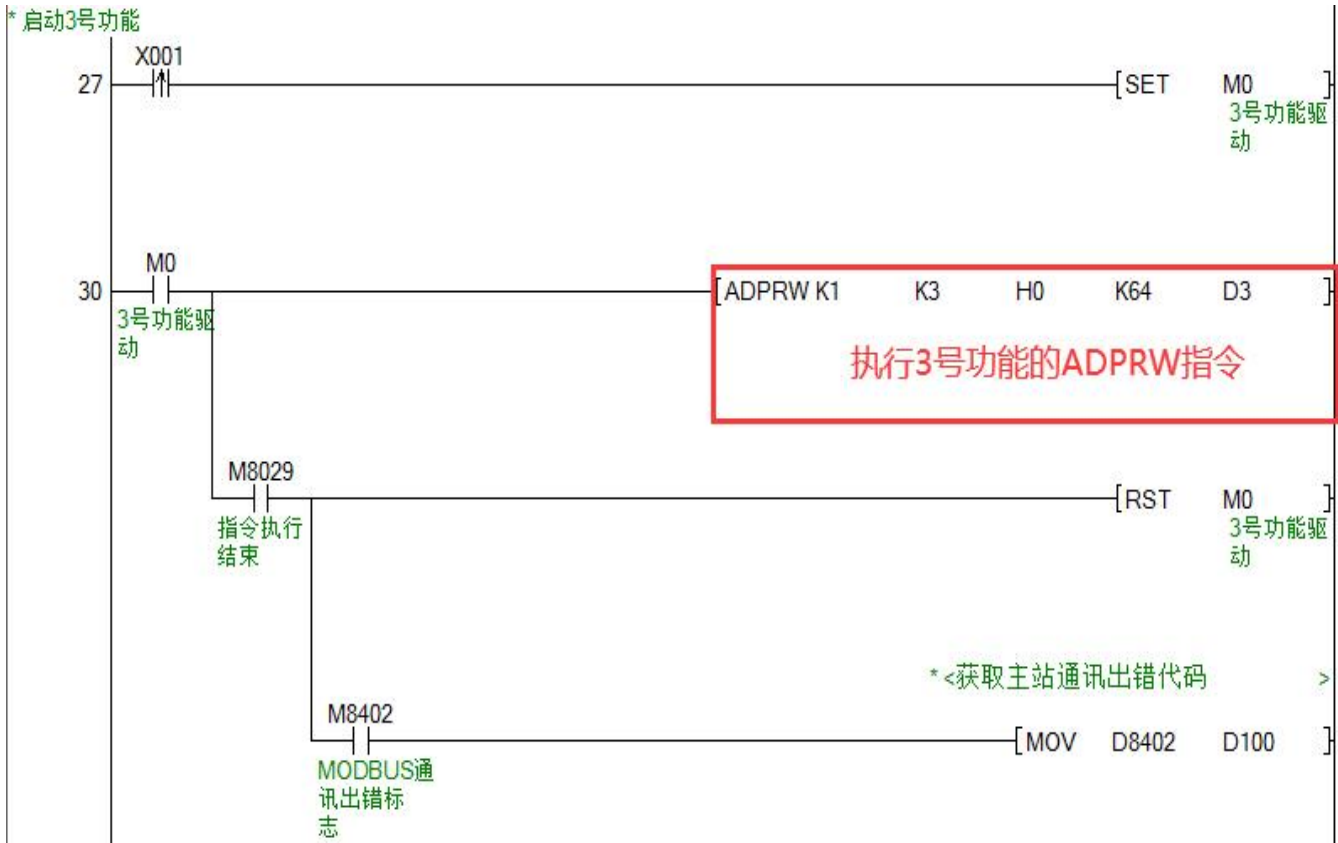 * 启动3号功能
X001
27 [SET M0 ]
3号功能驱
动
M0
30 [ADPRW K1 K3 H0 K64 D3 ]
3号功能驱
动
执行3号功能的ADPRW指令
M8029
[RST M0 ]
指令执行
结束
3号功能驱
动
* <获取主站通讯出错代码 >
M8402
[MOV D8402 D100 ]
MODBUS通
讯出错标
志